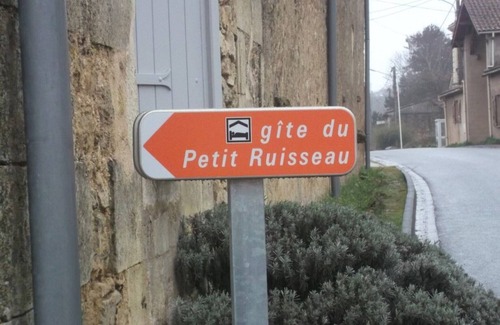 gîte du
Petit Ruisseau